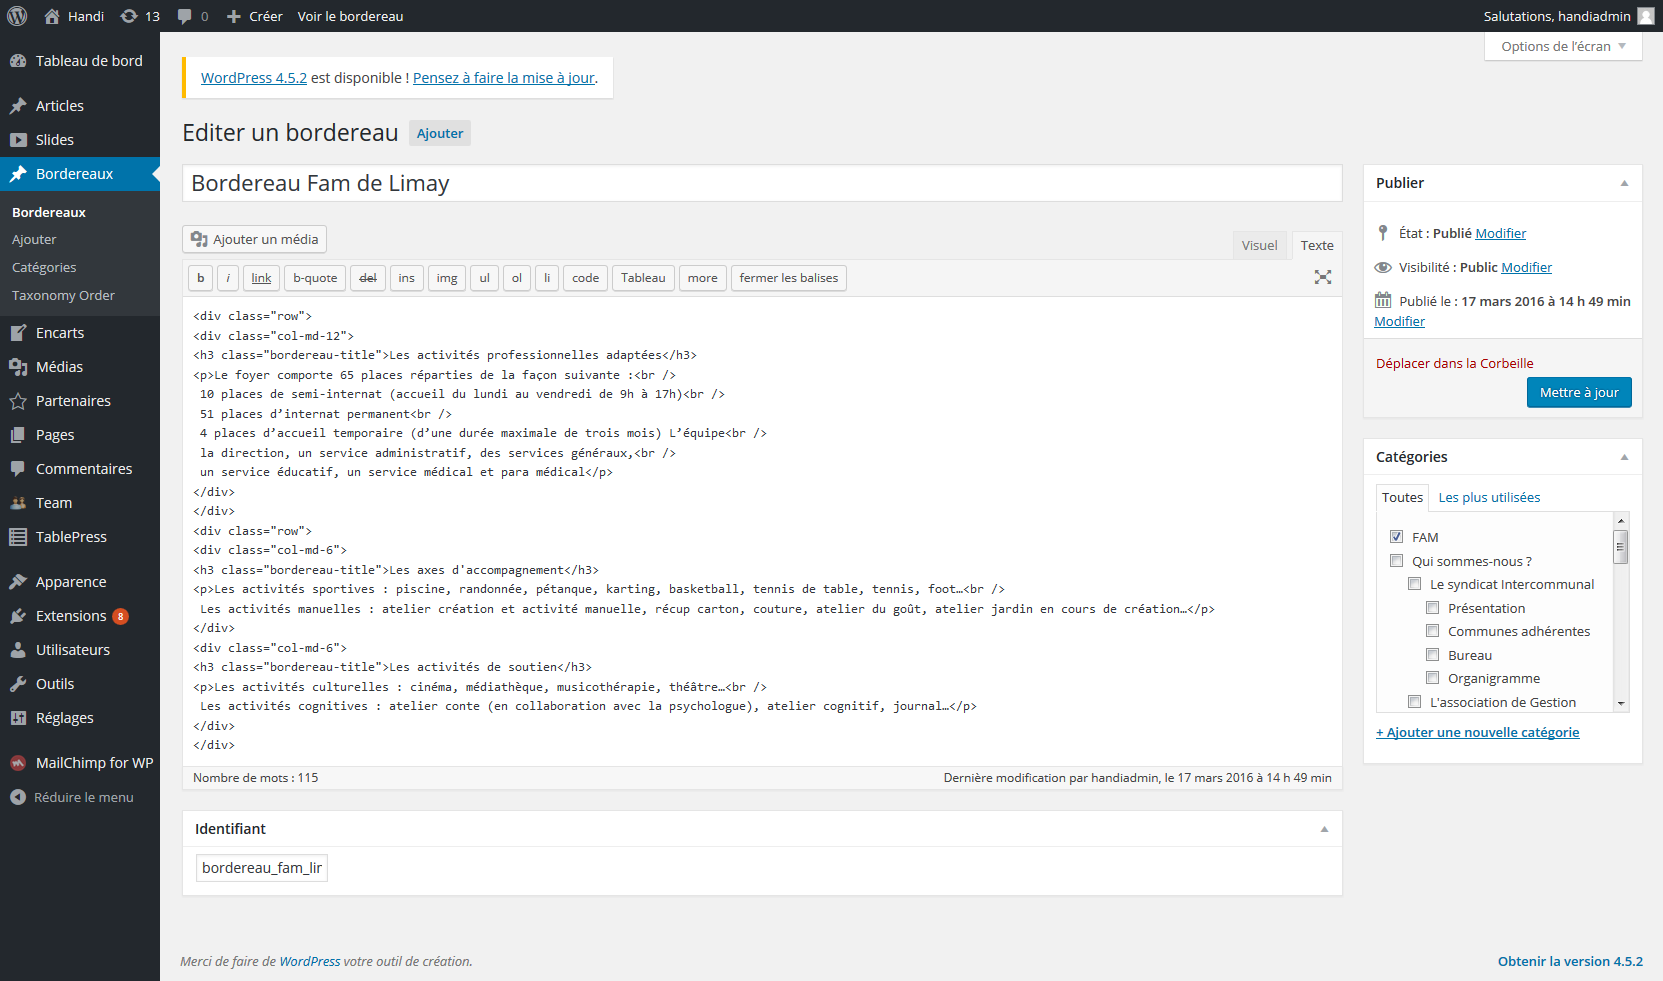 Handi 13 0 Créer Voir le bordereau Salutations, handiadmin
Options de l’écran
Tableau de bord
Articles
Slides
Bordereaux
Bordereaux
Ajouter
Catégories
Taxonomy Order
Encarts
Médias
Partenaires
Pages
Commentaires
Team
TablePress
Apparence
Extensions 8
Utilisateurs
Outils
Réglages
MailChimp for WP
Réduire le menu
WordPress 4.5.2 est disponible ! Pensez à faire la mise à jour.
Editer un bordereau Ajouter
Bordereau Fam de Limay
Ajouter un média
Visuel Texte
b i link b-quote del ins img ul ol li code Tableau more fermer les balises
<div class="row">
<div class="col-md-12">
<h3 class="bordereau-title">Les activités professionnelles adaptées</h3>
<p>Le foyer comporte 65 places réparties de la façon suivante :<br />
10 places de semi-internat (accueil du lundi au vendredi de 9h à 17h)<br />
51 places d’internat permanent<br />
4 places d’accueil temporaire (d’une durée maximale de trois mois) L’équipe<br />
la direction, un service administratif, des services généraux,<br />
un service éducatif, un service médical et para médical</p>
</div>
</div>
<div class="row">
<div class="col-md-6">
<h3 class="bordereau-title">Les axes d'accompagnement</h3>
<p>Les activités sportives : piscine, randonnée, pétanque, karting, basketball, tennis de table, tennis, foot…<br />
Les activités manuelles : atelier création et activité manuelle, récup carton, couture, atelier du goût, atelier jardin en cours de création…</p>
</div>
<div class="col-md-6">
<h3 class="bordereau-title">Les activités de soutien</h3>
<p>Les activités culturelles : cinéma, médiathèque, musicothérapie, théâtre…<br />
Les activités cognitives : atelier conte (en collaboration avec la psychologue), atelier cognitif, journal…</p>
</div>
</div>
Nombre de mots : 115 Dernière modification par handiadmin, le 17 mars 2016 à 14 h 49 min
Identifiant
bordereau_fam_lir
Publier
État : Publié Modifier
Visibilité : Public Modifier
Publié le : 17 mars 2016 à 14 h 49 min
Modifier
Déplacer dans la Corbeille
Mettre à jour
Catégories
Toutes Les plus utilisées
FAM
Qui sommes-nous ?
Le syndicat Intercommunal
Présentation
Communes adhérentes
Bureau
Organigramme
L'association de Gestion
+ Ajouter une nouvelle catégorie
Merci de faire de WordPress votre outil de création.
Obtenir la version 4.5.2